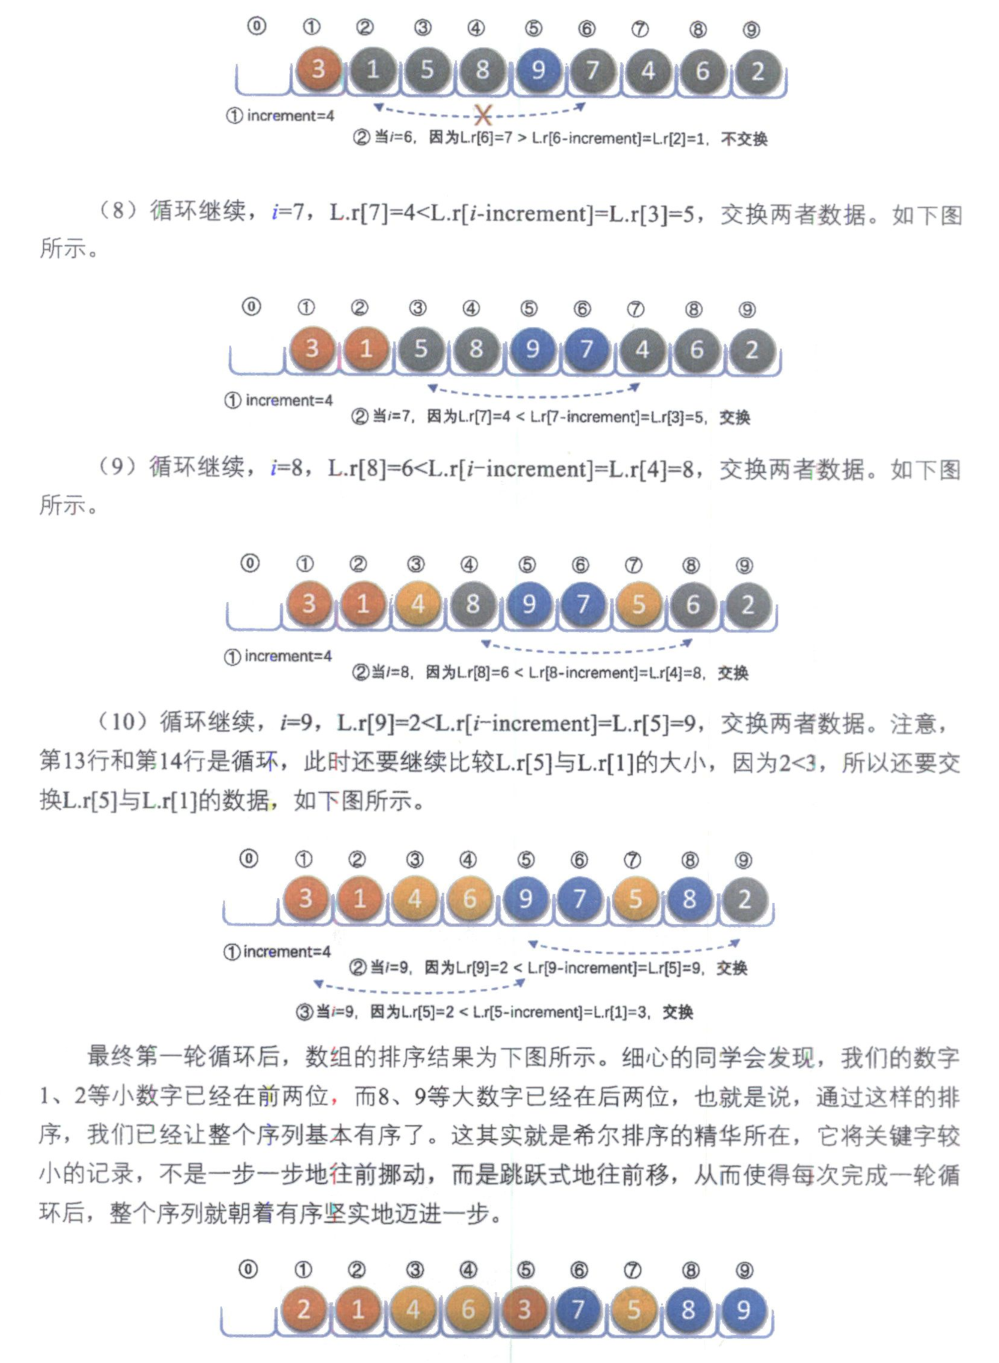 ⓪ ① ② ③ ④ ⑤ ⑥ ⑦ ⑧ ⑨
3 1 5 8 9 7 4 6 2
① increment=4
② 当i=6，因为L.r[6]=7 > L.r[6-increment]=L.r[2]=1，不交换
（8）循环继续，i=7，L.r[7]=4<L.r[i-increment]=L.r[3]=5，交换两者数据。如下图
所示。
⓪ ① ② ③ ④ ⑤ ⑥ ⑦ ⑧ ⑨
3 1 5 8 9 7 4 6 2
① increment=4
② 当i=7，因为L.r[7]=4 < L.r[7-increment]=L.r[3]=5，交换
（9）循环继续，i=8，L.r[8]=6<L.r[i−increment]=L.r[4]=8，交换两者数据。如下图
所示。
⓪ ① ② ③ ④ ⑤ ⑥ ⑦ ⑧ ⑨
3 1 4 8 9 7 5 6 2
① increment=4
②当i=8，因为L.r[8]=6 < L.r[8-increment]=L.r[4]=8，交换
（10）循环继续，i=9，L.r[9]=2<L.r[i−increment]=L.r[5]=9，交换两者数据。注意，
第13行和第14行是循环，此时还要继续比较L.r[5]与L.r[1]的大小，因为2<3，所以还要交
换L.r[5]与L.r[1]的数据，如下图所示。
⓪ ① ② ③ ④ ⑤ ⑥ ⑦ ⑧ ⑨
3 1 4 6 9 7 5 8 2
① increment=4
②当i=9，因为L.r[9]=2 < L.r[9-increment]=L.r[5]=9，交换
③当i=9，因为L.r[5]=2 < L.r[5-increment]=L.r[1]=3，交换
最终第一轮循环后，数组的排序结果为下图所示。细心的同学会发现，我们的数字
1、2等小数字已经在前两位，而8、9等大数字已经在后两位，也就是说，通过这样的排
序，我们已经让整个序列基本有序了。这其实就是希尔排序的精华所在，它将关键字较
小的记录，不是一步一步地往前挪动，而是跳跃式地往前移，从而使得每次完成一轮循
环后，整个序列就朝着有序坚实地迈进一步。
⓪ ① ② ③ ④ ⑤ ⑥ ⑦ ⑧ ⑨
2 1 4 6 3 7 5 8 9